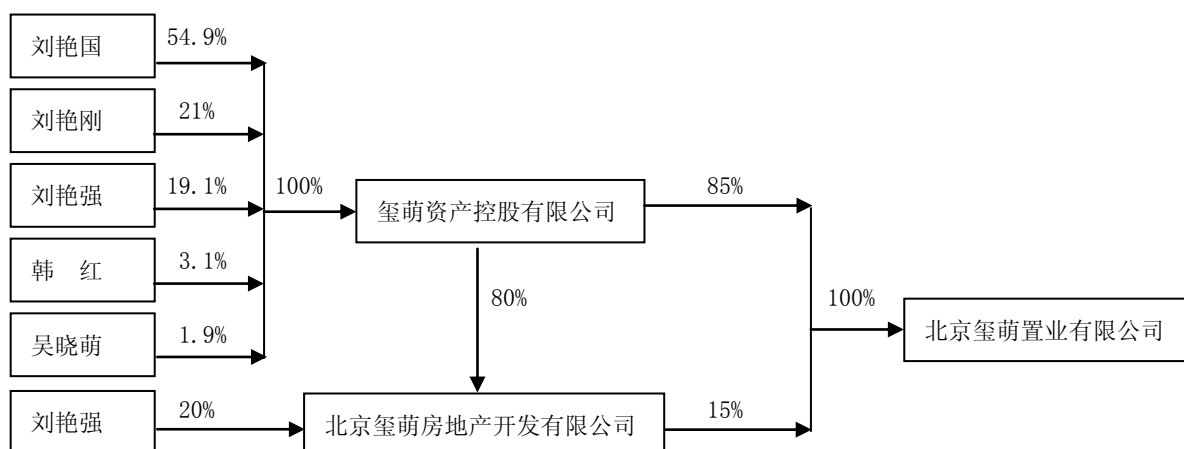 刘艳国
54.9%
刘艳刚
21%
刘艳强
19.1%
100%
玺萌资产控股有限公司
85%
韩 红
3.1%
80%
100%
北京玺萌置业有限公司
吴晓萌
1.9%
刘艳强
20%
北京玺萌房地产开发有限公司
15%